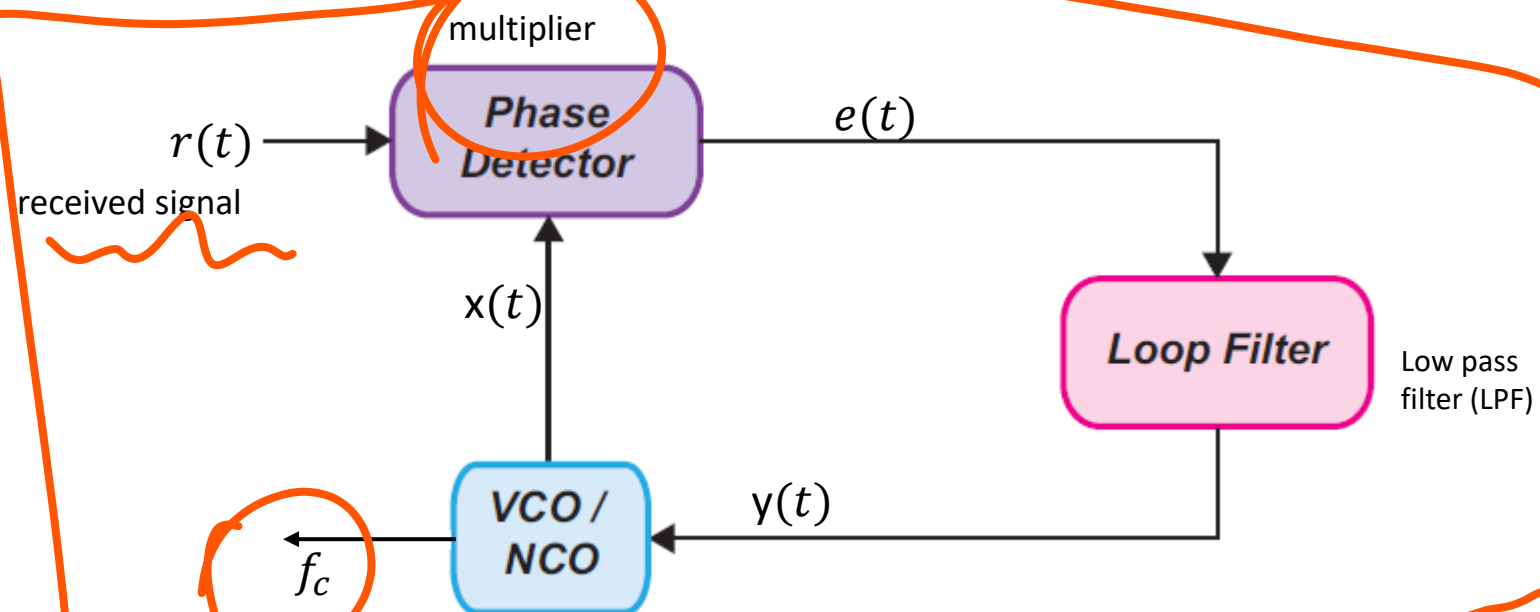 multiplier
Phase
Detector
r(t)
e(t)
received signal
x(t)
Loop Filter
Low pass
filter (LPF)
VCO /
NCO
y(t)
f_c